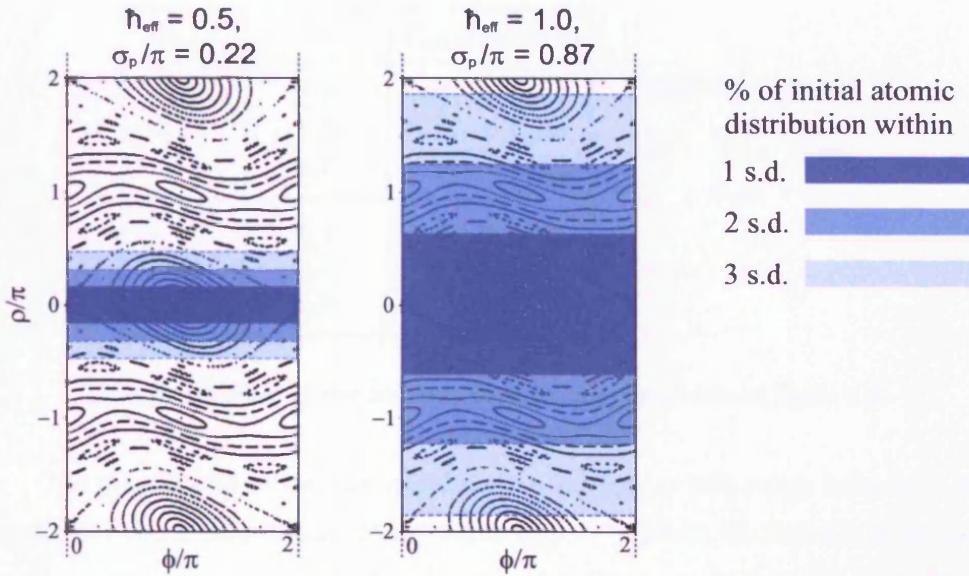 ħeff = 0.5,
σp/π = 0.22
ħeff = 1.0,
σp/π = 0.87
2
1
0
−1
−2
ρ/π
0
2
ϕ/π
2
1
0
−1
−2
0
2
ϕ/π
% of initial atomic
distribution within
1 s.d.
2 s.d.
3 s.d.